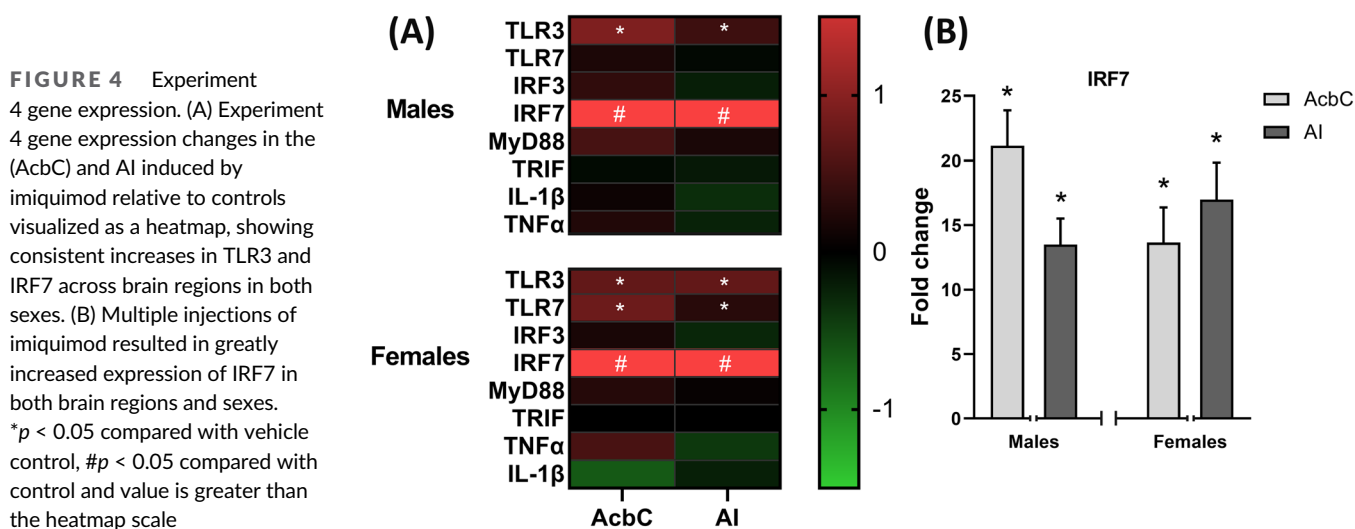 FIGURE 4 Experiment
4 gene expression. (A) Experiment
4 gene expression changes in the
(AcbC) and AI induced by
imiquimod relative to controls
visualized as a heatmap, showing
consistent increases in TLR3 and
IRF7 across brain regions in both
sexes. (B) Multiple injections of
imiquimod resulted in greatly
increased expression of IRF7 in
both brain regions and sexes.
*p < 0.05 compared with vehicle
control, #p < 0.05 compared with
control and value is greater than
the heatmap scale
(A)
Males
TLR3 * *
TLR7
IRF3
IRF7 # #
MyD88
TRIF
IL-1β
TNFα
Females
TLR3 * *
TLR7 * *
IRF3
IRF7 # #
MyD88
TRIF
TNFα
IL-1β
AcbC AI
1
0
-1
(B)
IRF7
AcbC
AI
Fold change
25
20
15
10
5
0
* * * *
Males Females